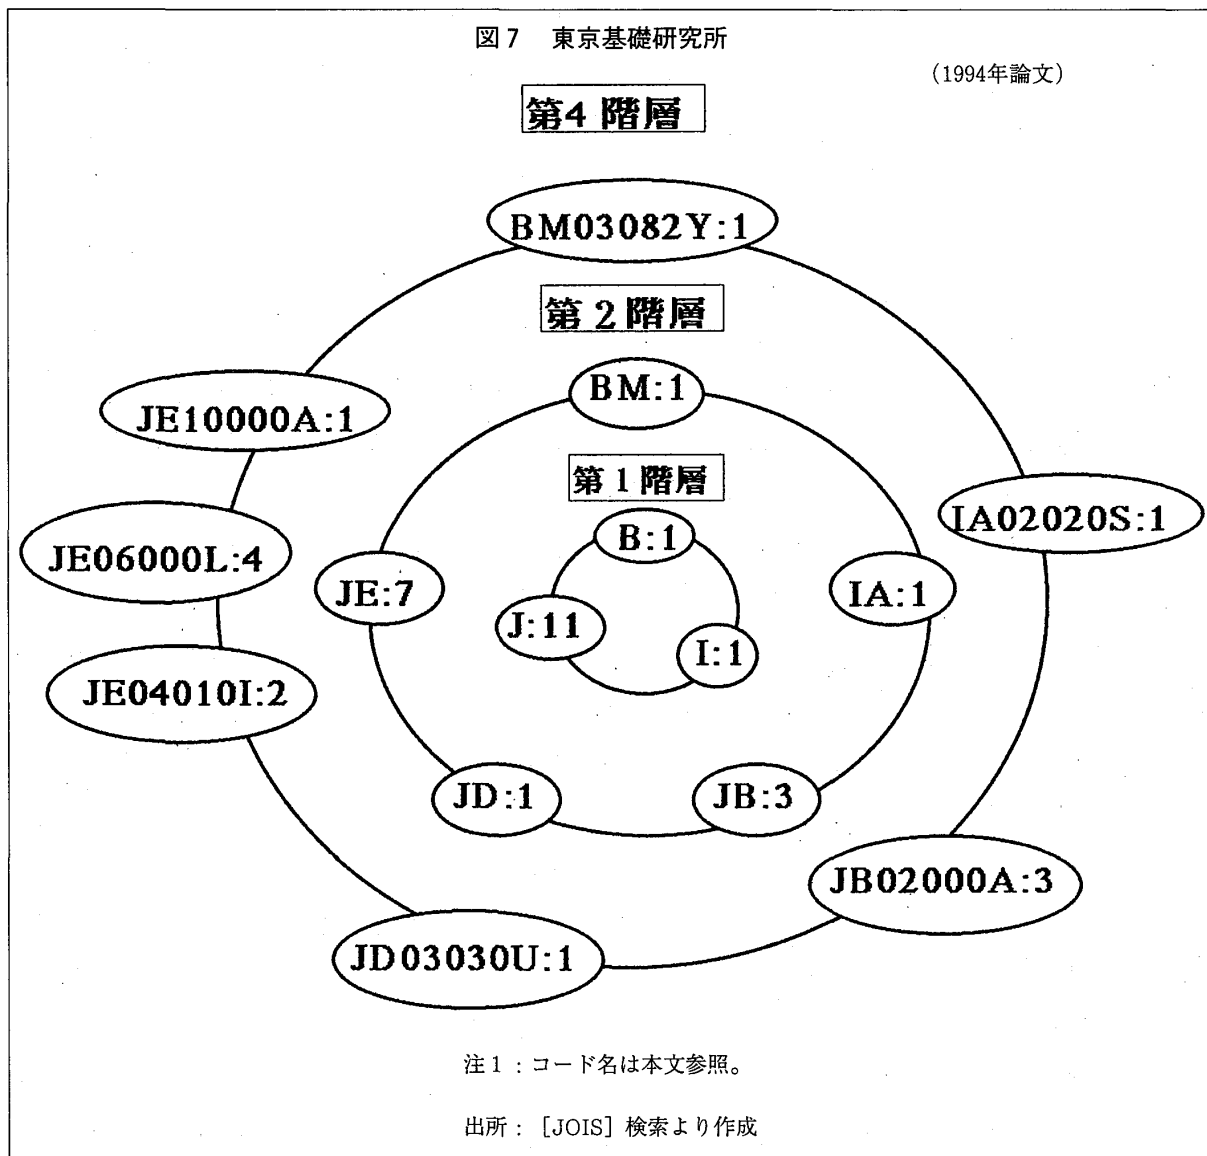 図7 東京基礎研究所
(1994年論文)
第4階層
BM03082Y:1
第2階層
BM:1
JE10000A:1
第1階層
IA02020S:1
B:1
JE06000L:4
JE:7
IA:1
J:11
I:1
JE04010I:2
JD:1
JB:3
JB02000A:3
JD03030U:1
注1:コード名は本文参照。
出所:[JOIS] 検索より作成